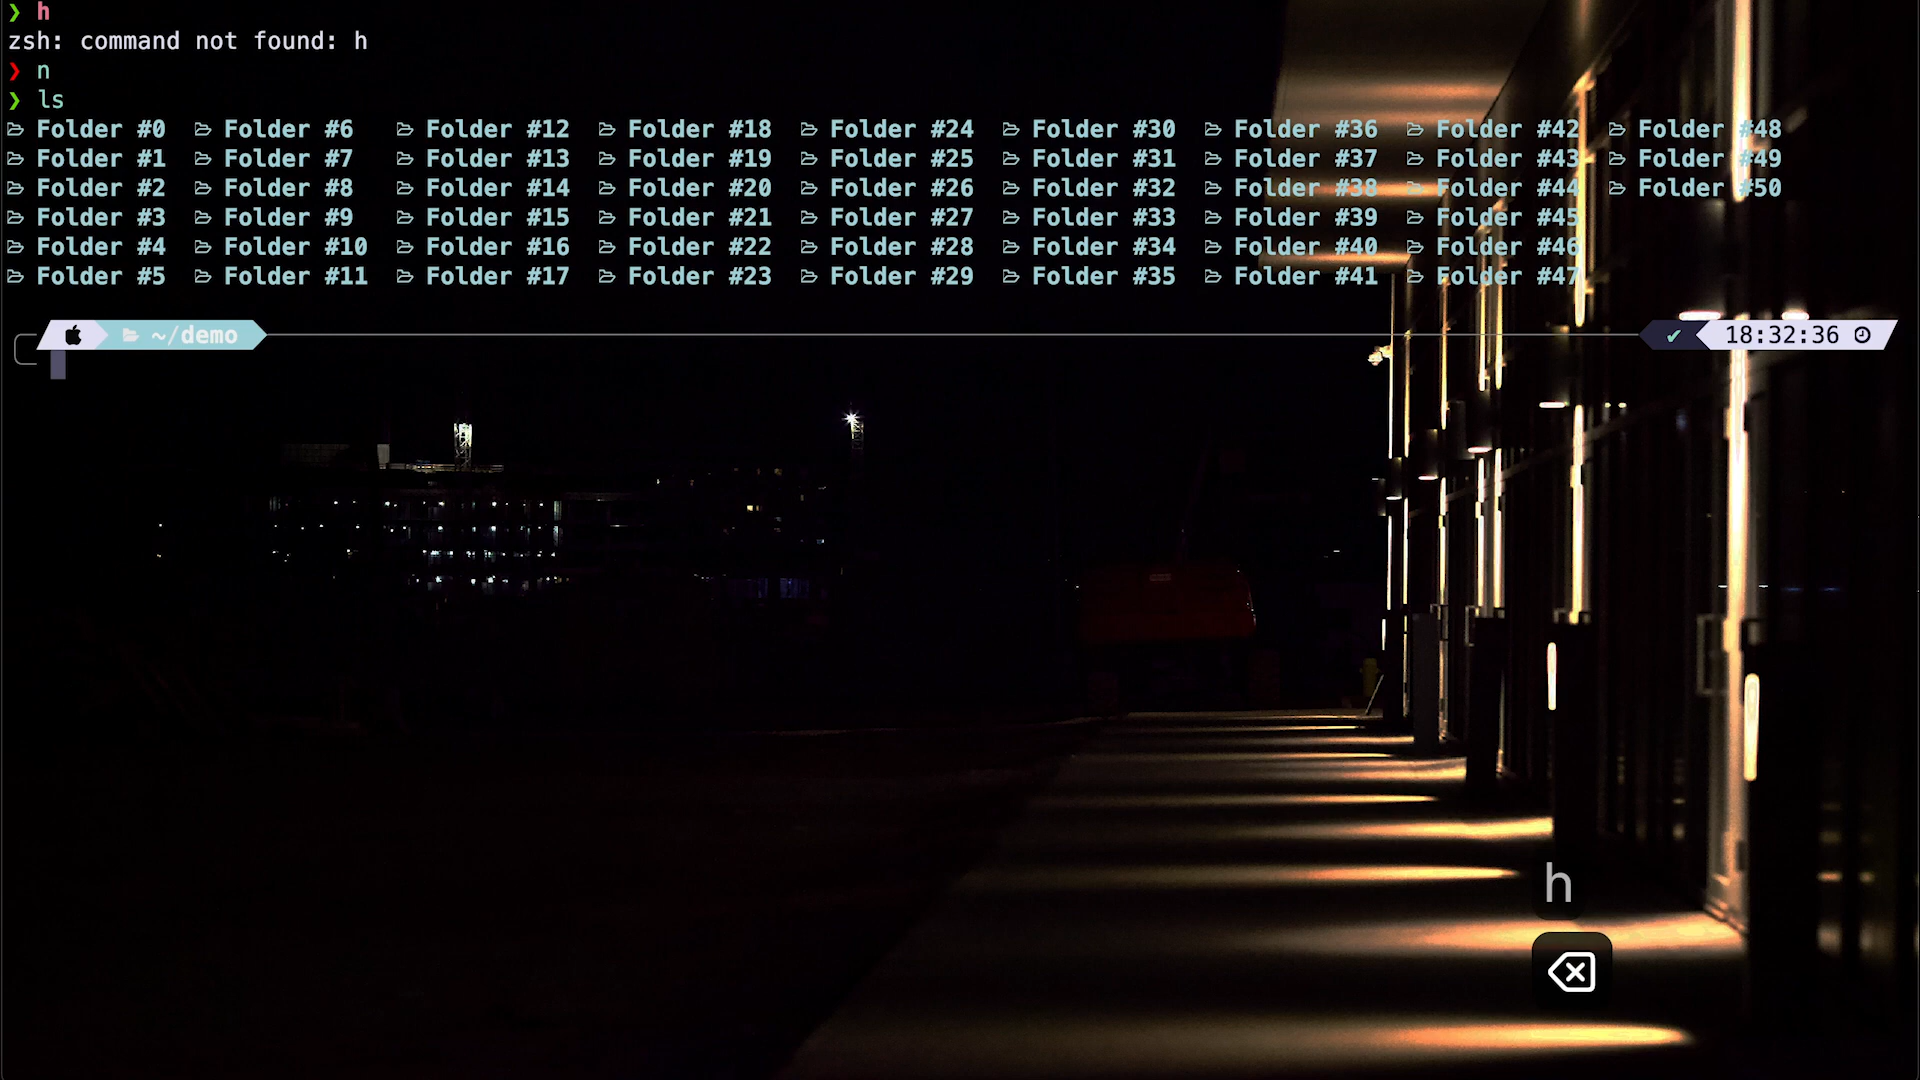 ❯ h
zsh: command not found: h
❯ n
❯ ls
Folder #0 Folder #6 Folder #12 Folder #18 Folder #24 Folder #30 Folder #36 Folder #42 Folder #48
Folder #1 Folder #7 Folder #13 Folder #19 Folder #25 Folder #31 Folder #37 Folder #43 Folder #49
Folder #2 Folder #8 Folder #14 Folder #20 Folder #26 Folder #32 Folder #38 Folder #44 Folder #50
Folder #3 Folder #9 Folder #15 Folder #21 Folder #27 Folder #33 Folder #39 Folder #45
Folder #4 Folder #10 Folder #16 Folder #22 Folder #28 Folder #34 Folder #40 Folder #46
Folder #5 Folder #11 Folder #17 Folder #23 Folder #29 Folder #35 Folder #41 Folder #47
~/demo ✔ 18:32:36
h